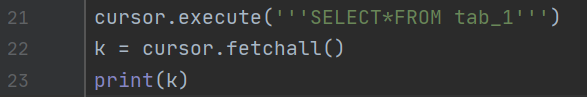 21 cursor.execute('''SELECT*FROM tab_1''')
22 k = cursor.fetchall()
23 print(k)